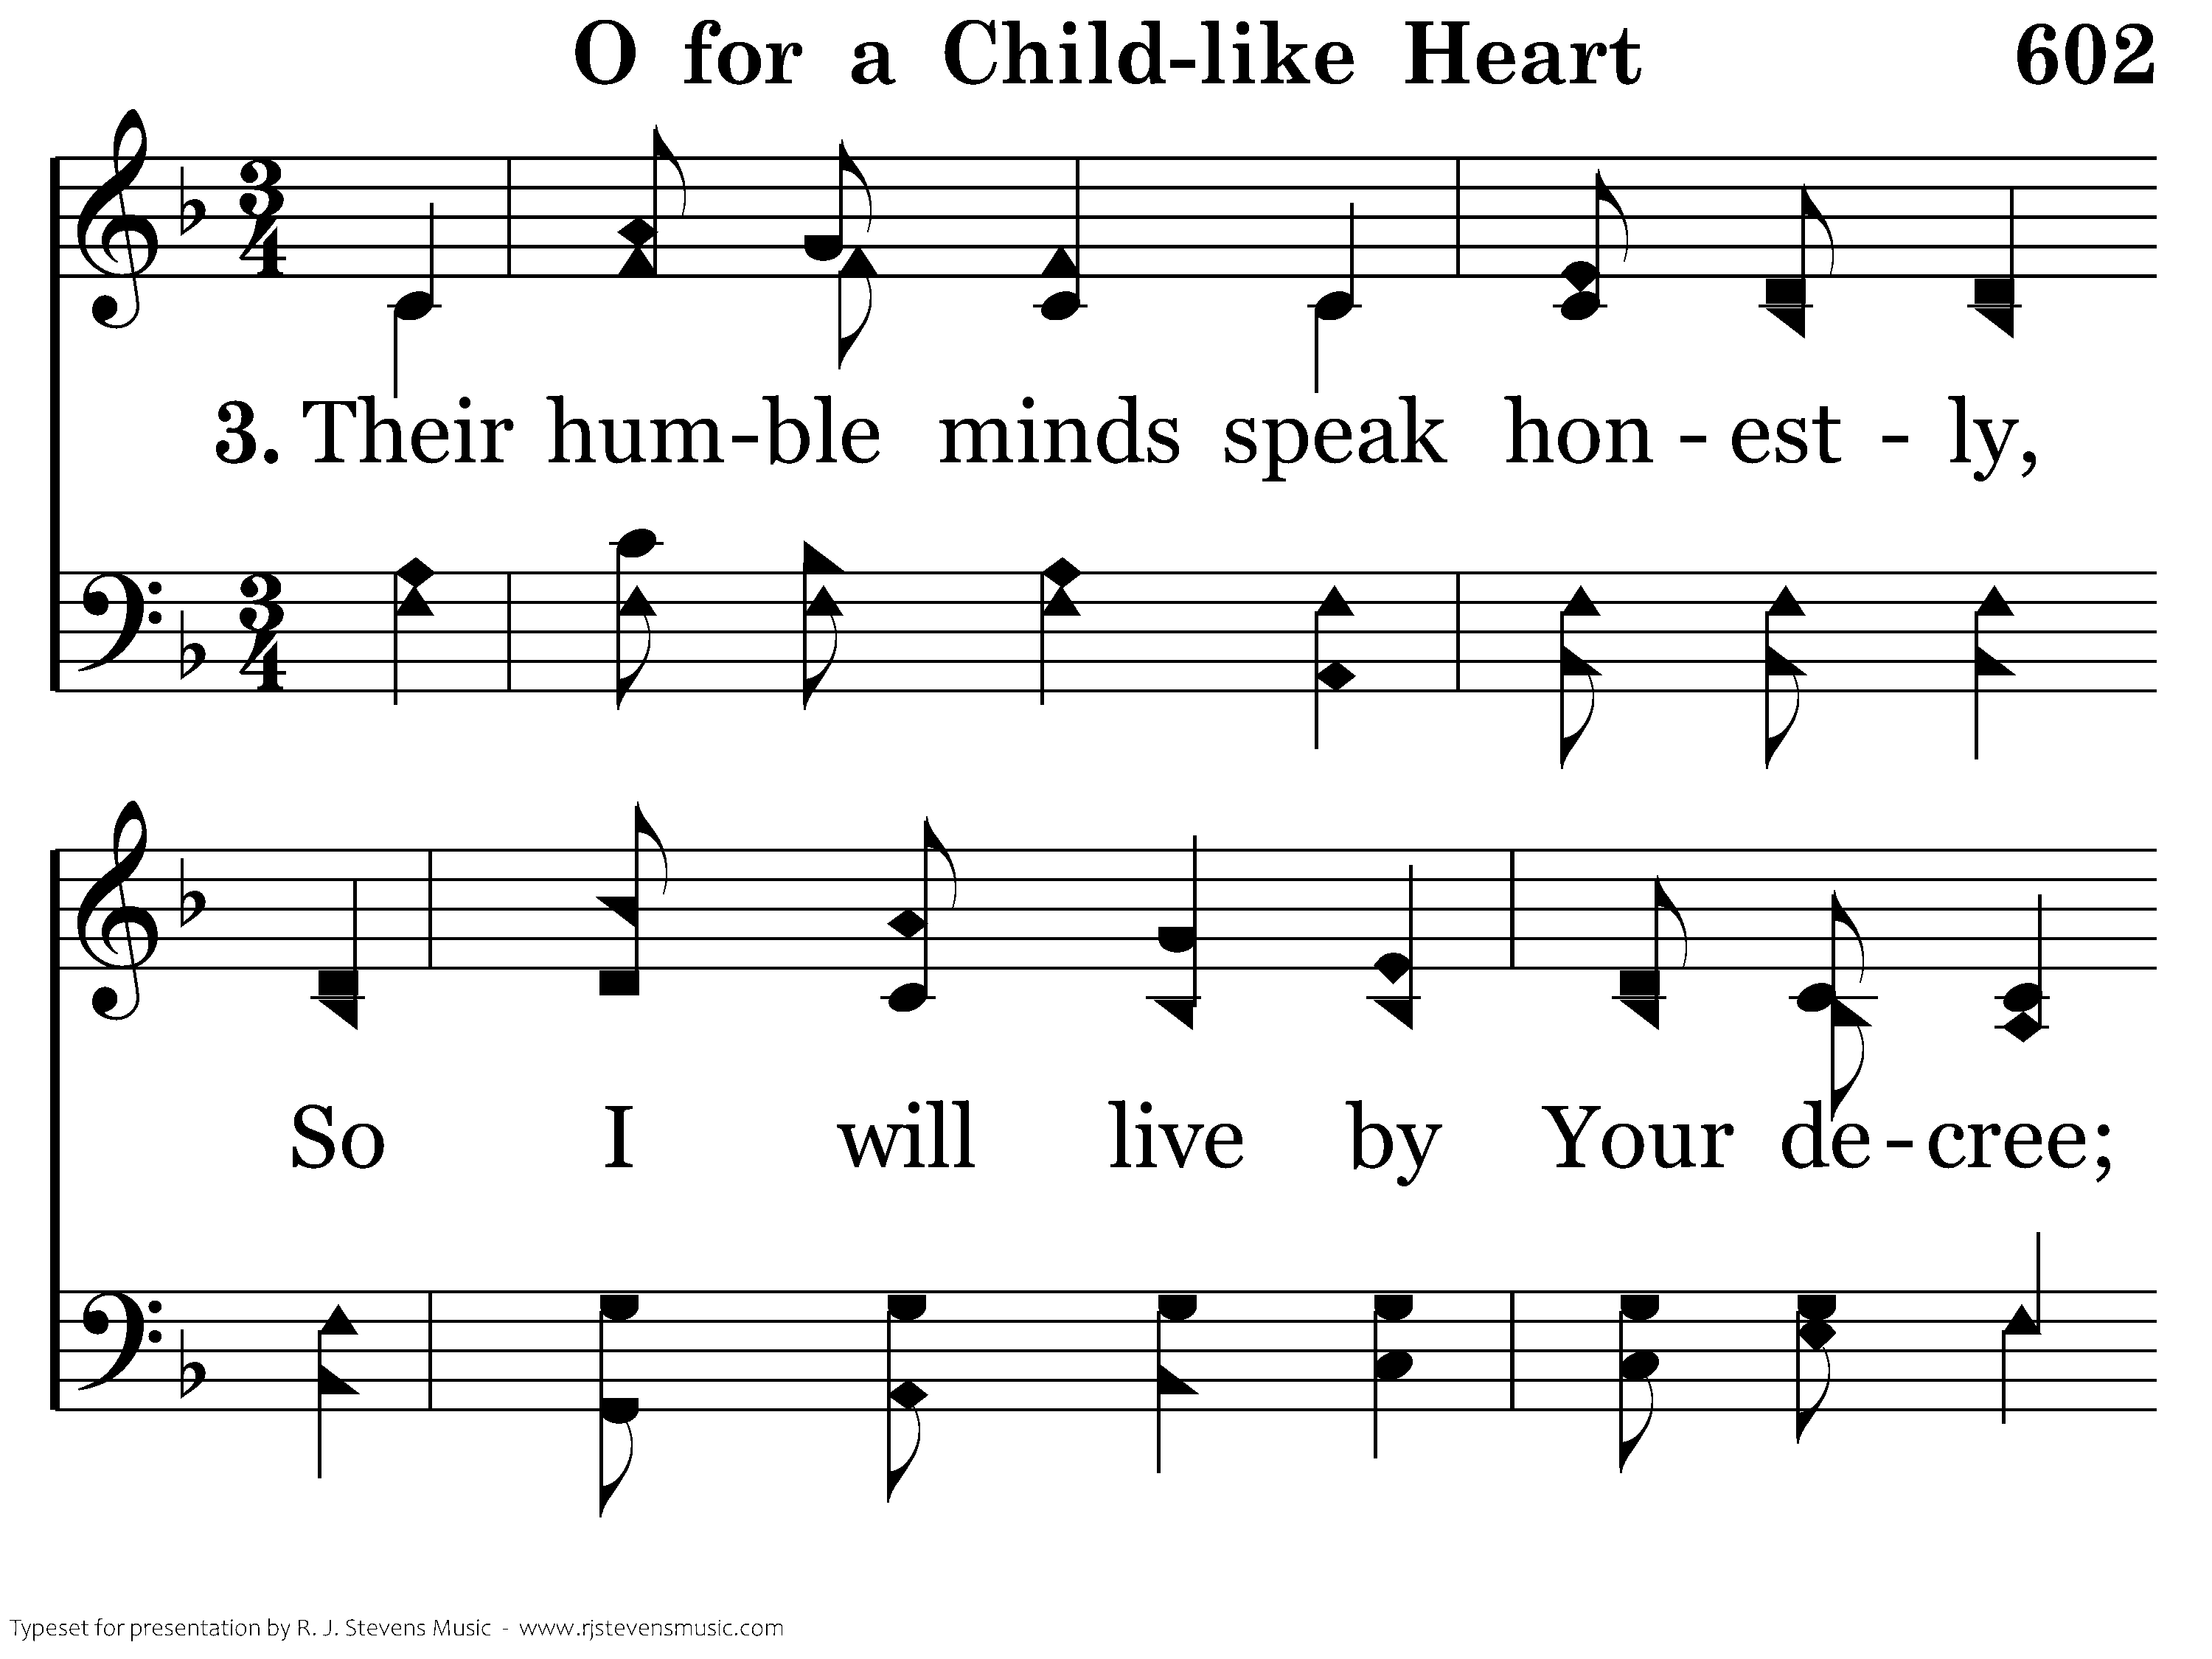 O for a Child-like Heart 602
3. Their hum-ble minds speak hon - est - ly,
So I will live by Your de-cree;
Typeset for presentation by R. J. Stevens Music - www.rjstevensmusic.com